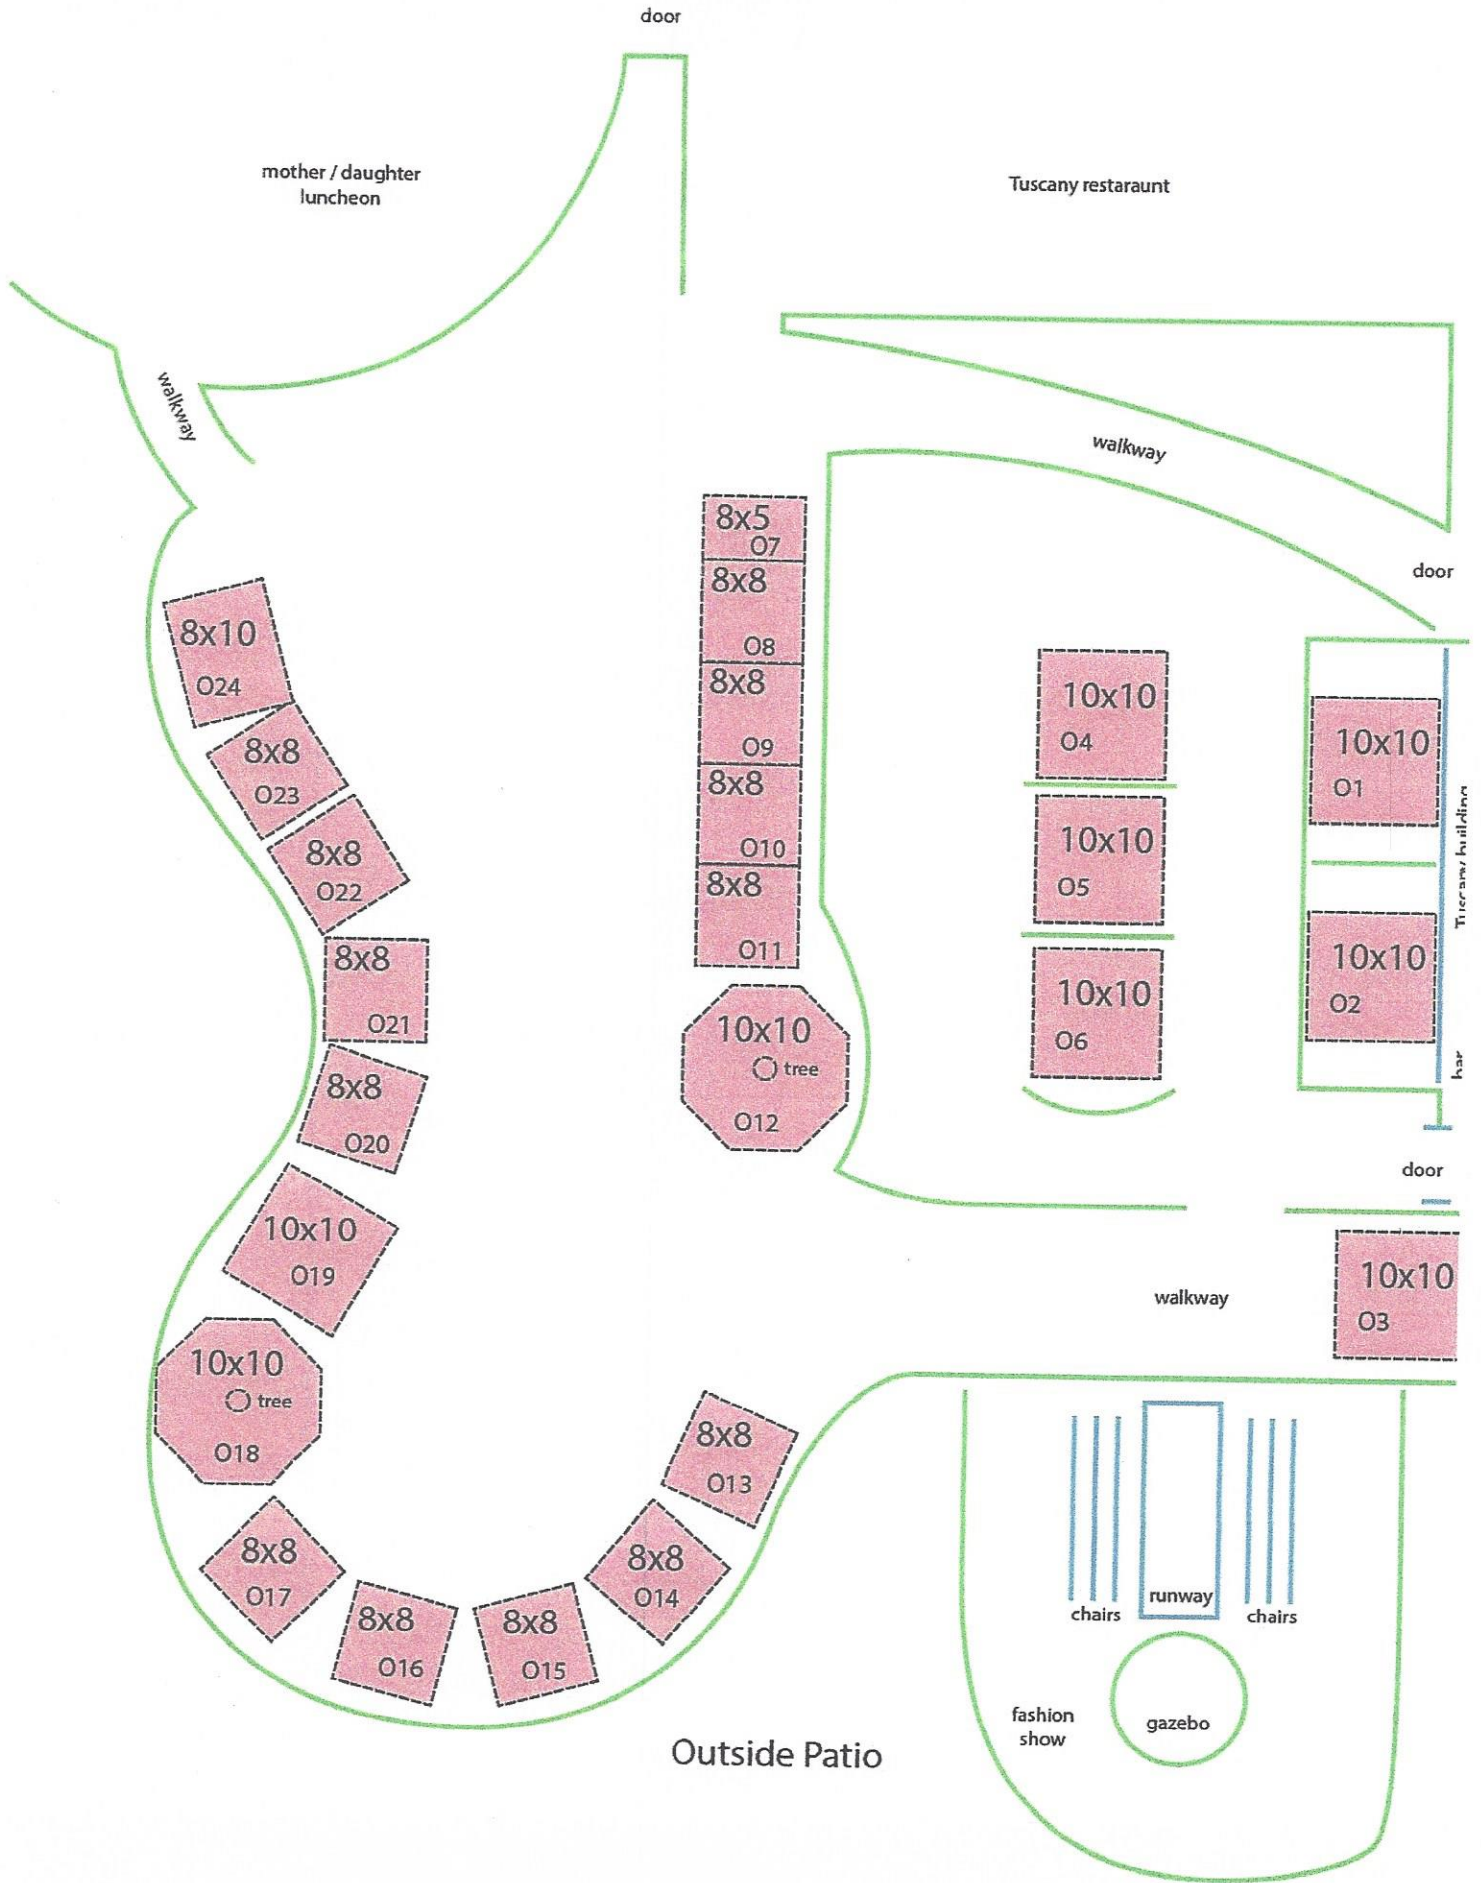 door
mother / daughter
luncheon
Tuscany restaraunt
walkway
walkway
door
8x5
O7
8x8
O8
8x8
O9
8x8
O10
8x8
O11
10x10
tree
O12
8x10
O24
8x8
O23
8x8
O22
8x8
O21
8x8
O20
10x10
O19
10x10
tree
O18
8x8
O17
8x8
O16
8x8
O15
8x8
O14
8x8
O13
10x10
O4
10x10
O5
10x10
O6
10x10
O1
10x10
O2
Tuscany building
bar
door
walkway
10x10
O3
chairs
runway
chairs
fashion
show
gazebo
Outside Patio